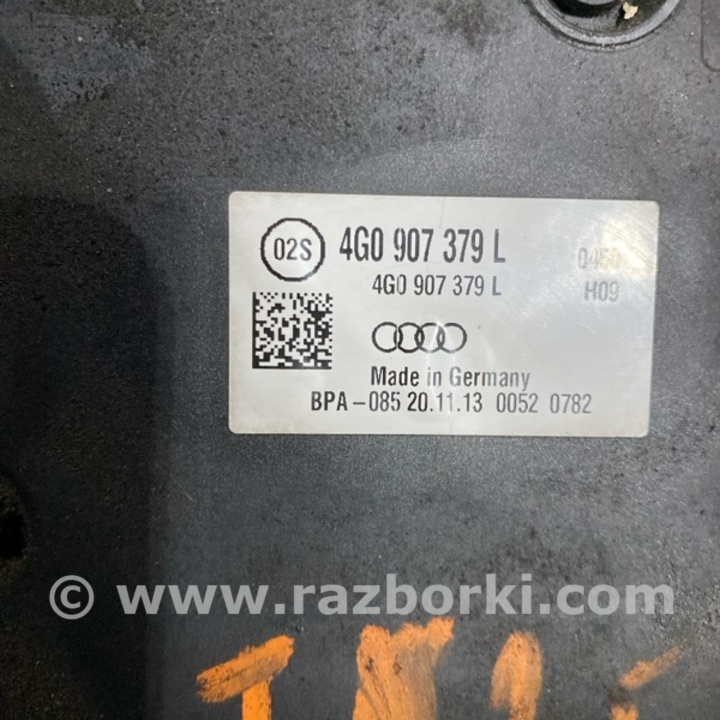 02S 4G0 907 379 L 0450
4G0 907 379 L H09
Made in Germany
BPA-085 20.11.13 0052 0782
© www.razborki.com